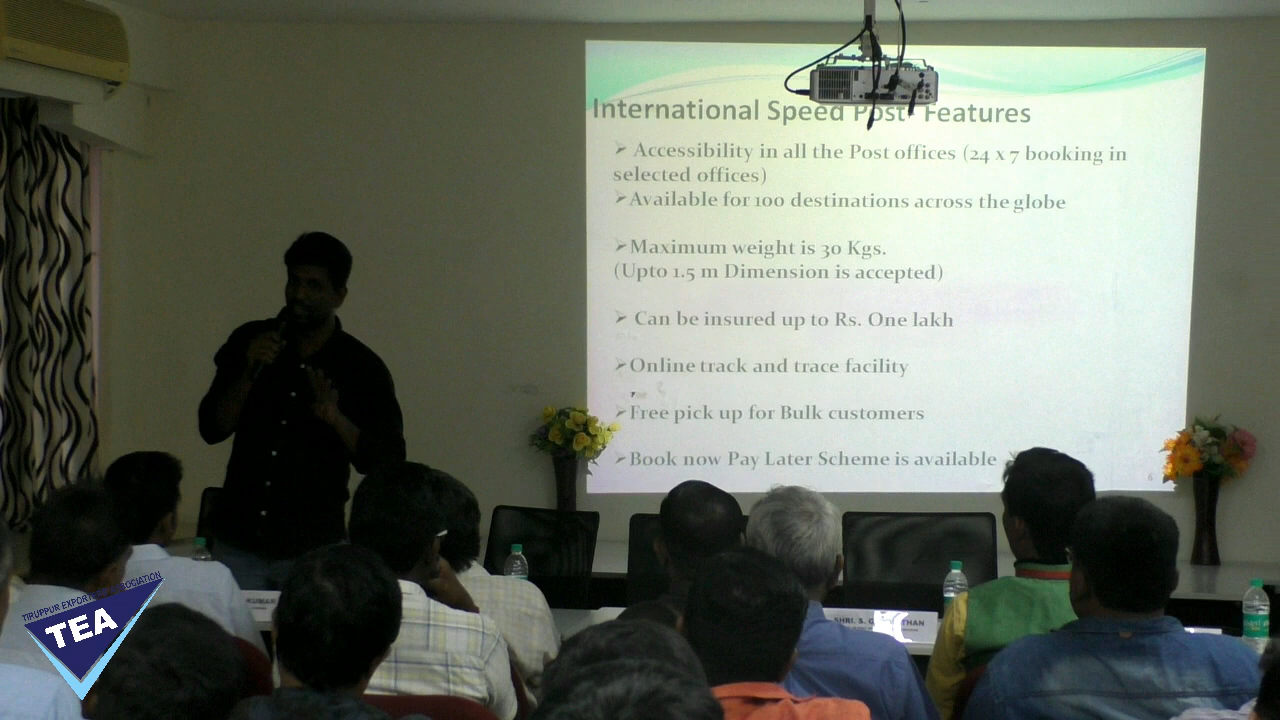 International Speed Post Features
➢ Accessibility in all the Post offices (24 x 7 booking in
selected offices)
➢Available for 100 destinations across the globe
➢Maximum weight is 30 Kgs.
(Upto 1.5 m Dimension is accepted)
➢ Can be insured up to Rs. One lakh
➢Online track and trace facility
➢Free pick up for Bulk customers
➢Book now Pay Later Scheme is available
TIRUPPUR EXPORTERS ASSOCIATION
TEA
KUMAR
SHRI. S.